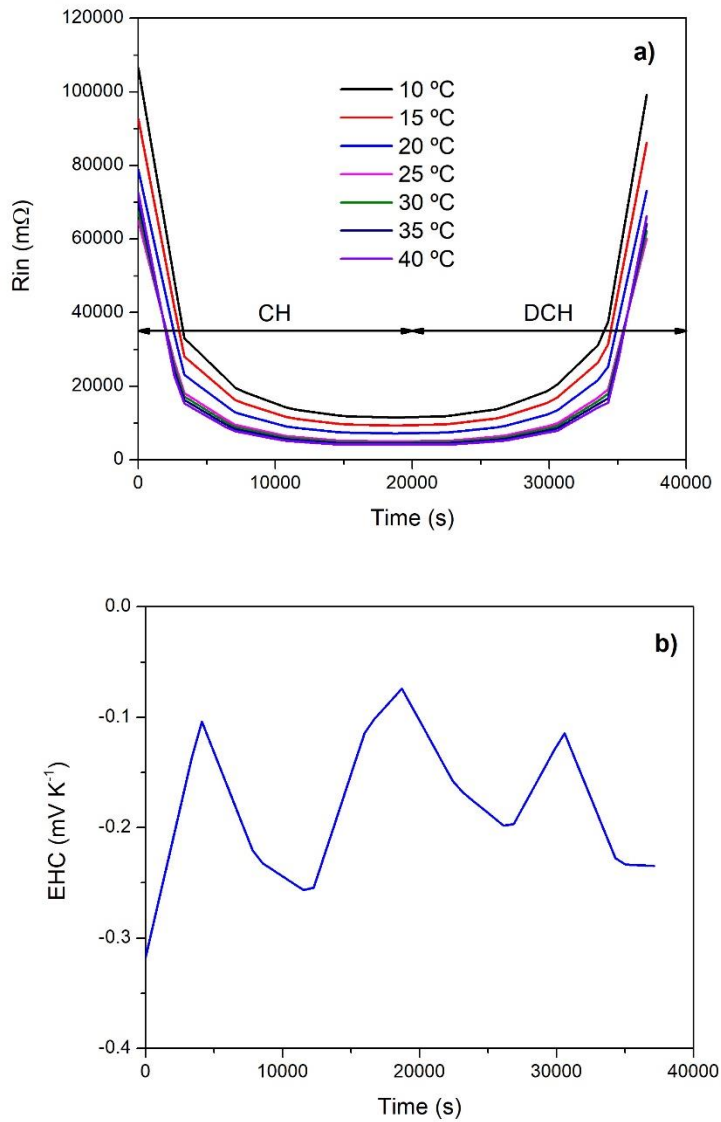 a)
120000
100000
80000
60000
40000
20000
0
Rin (mΩ)
10 ºC
15 ºC
20 ºC
25 ºC
30 ºC
35 ºC
40 ºC
CH DCH
0 10000 20000 30000 40000
Time (s)
b)
0.0
-0.1
-0.2
-0.3
-0.4
EHC (mV K⁻¹)
0 10000 20000 30000 40000
Time (s)